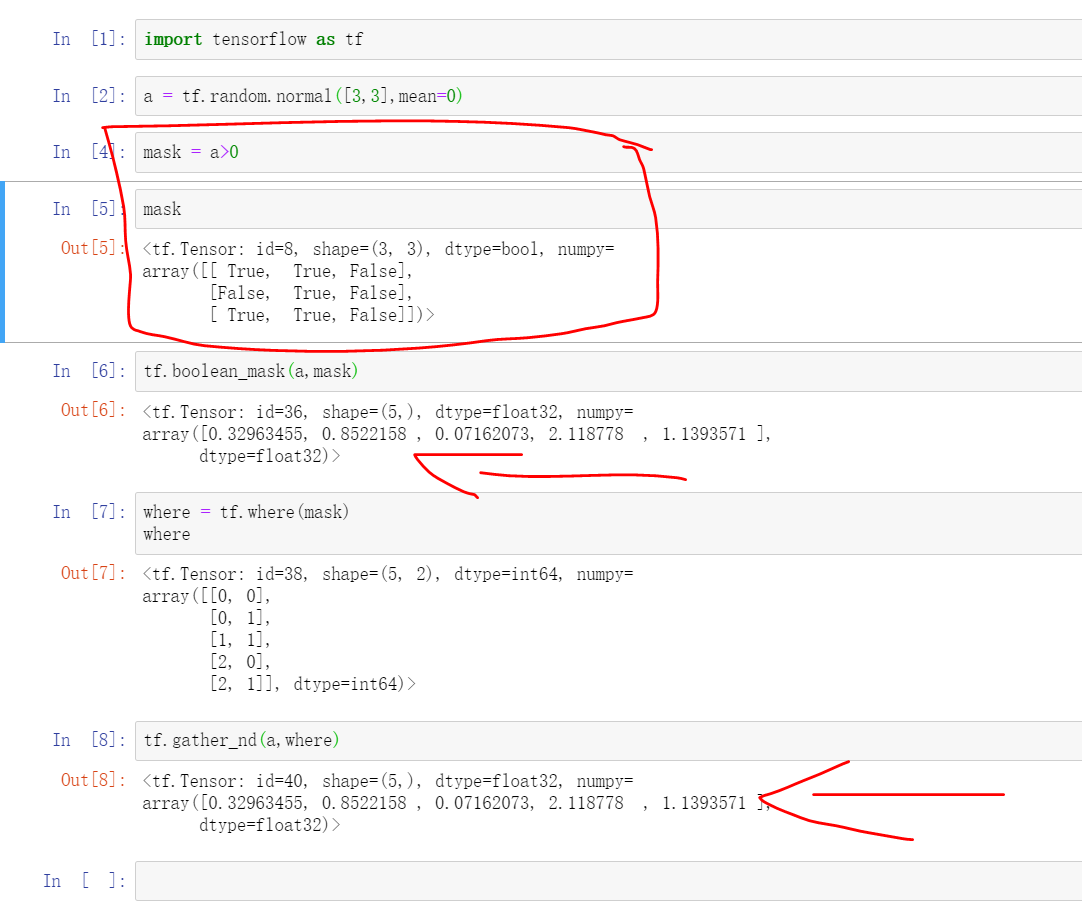 In [1]: import tensorflow as tf
In [2]: a = tf.random.normal([3,3],mean=0)
In [4]: mask = a>0
In [5]: mask
Out[5]: <tf.Tensor: id=8, shape=(3, 3), dtype=bool, numpy=
array([[ True, True, False],
[False, True, False],
[ True, True, False]])>
In [6]: tf.boolean_mask(a,mask)
Out[6]: <tf.Tensor: id=36, shape=(5,), dtype=float32, numpy=
array([0.32963455, 0.8522158 , 0.07162073, 2.118778 , 1.1393571 ],
dtype=float32)>
In [7]: where = tf.where(mask)
where
Out[7]: <tf.Tensor: id=38, shape=(5, 2), dtype=int64, numpy=
array([[0, 0],
[0, 1],
[1, 1],
[2, 0],
[2, 1]], dtype=int64)>
In [8]: tf.gather_nd(a,where)
Out[8]: <tf.Tensor: id=40, shape=(5,), dtype=float32, numpy=
array([0.32963455, 0.8522158 , 0.07162073, 2.118778 , 1.1393571 ],
dtype=float32)>
In [ ]: